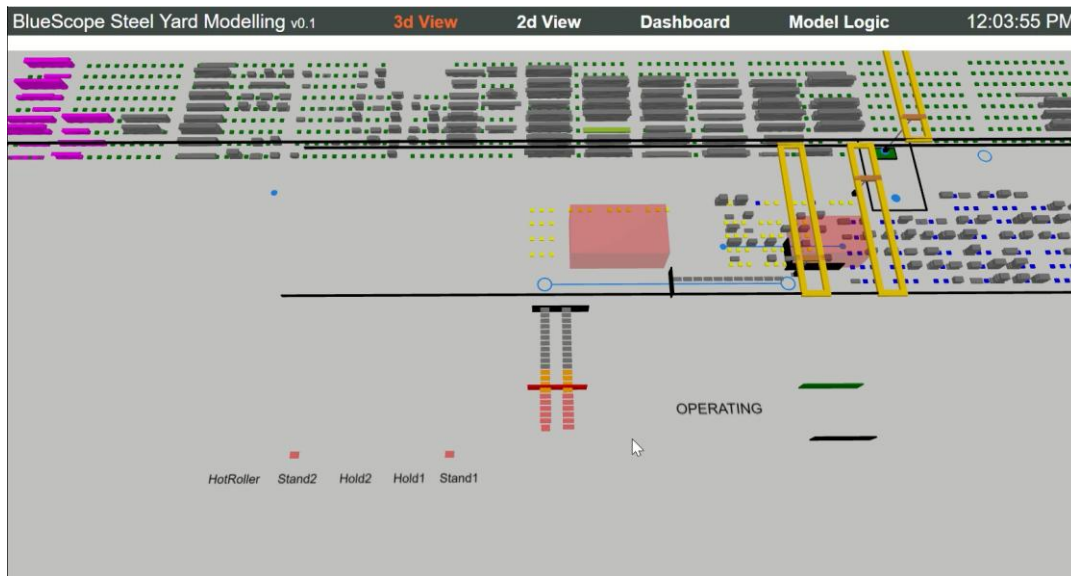 BlueScope Steel Yard Modelling v0.1 3d View 2d View Dashboard Model Logic 12:03:55 PM
OPERATING
HotRoller Stand2 Hold2 Hold1 Stand1